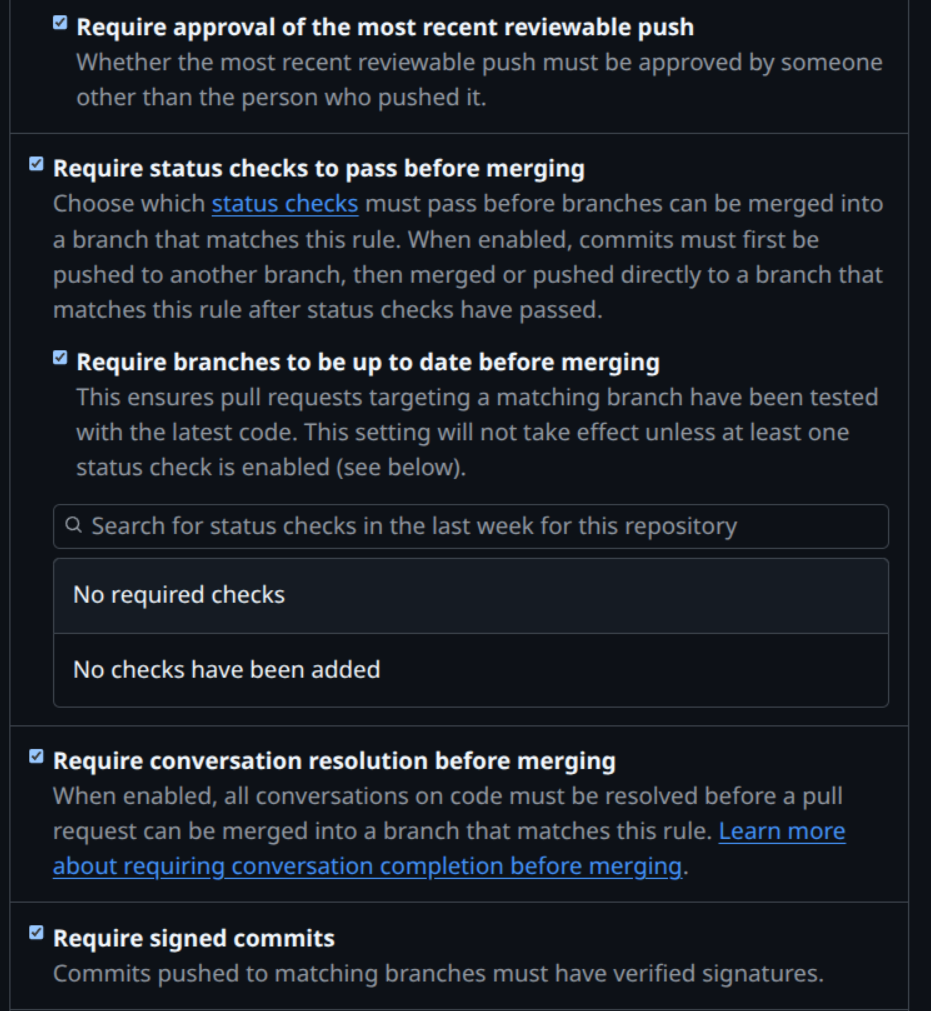 Require approval of the most recent reviewable push
Whether the most recent reviewable push must be approved by someone
other than the person who pushed it.
Require status checks to pass before merging
Choose which status checks must pass before branches can be merged into
a branch that matches this rule. When enabled, commits must first be
pushed to another branch, then merged or pushed directly to a branch that
matches this rule after status checks have passed.
Require branches to be up to date before merging
This ensures pull requests targeting a matching branch have been tested
with the latest code. This setting will not take effect unless at least one
status check is enabled (see below).
Search for status checks in the last week for this repository
No required checks
No checks have been added
Require conversation resolution before merging
When enabled, all conversations on code must be resolved before a pull
request can be merged into a branch that matches this rule. Learn more
about requiring conversation completion before merging.
Require signed commits
Commits pushed to matching branches must have verified signatures.